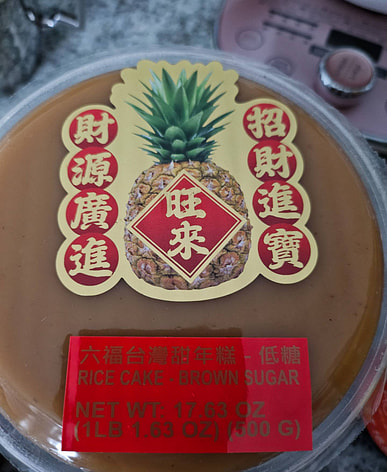 招財進寶
旺來
財源廣進
六福台灣甜年糕 - 低糖
RICE CAKE - BROWN SUGAR
NET WT: 17.63 OZ
(1LB 1.63 OZ) (500 G)